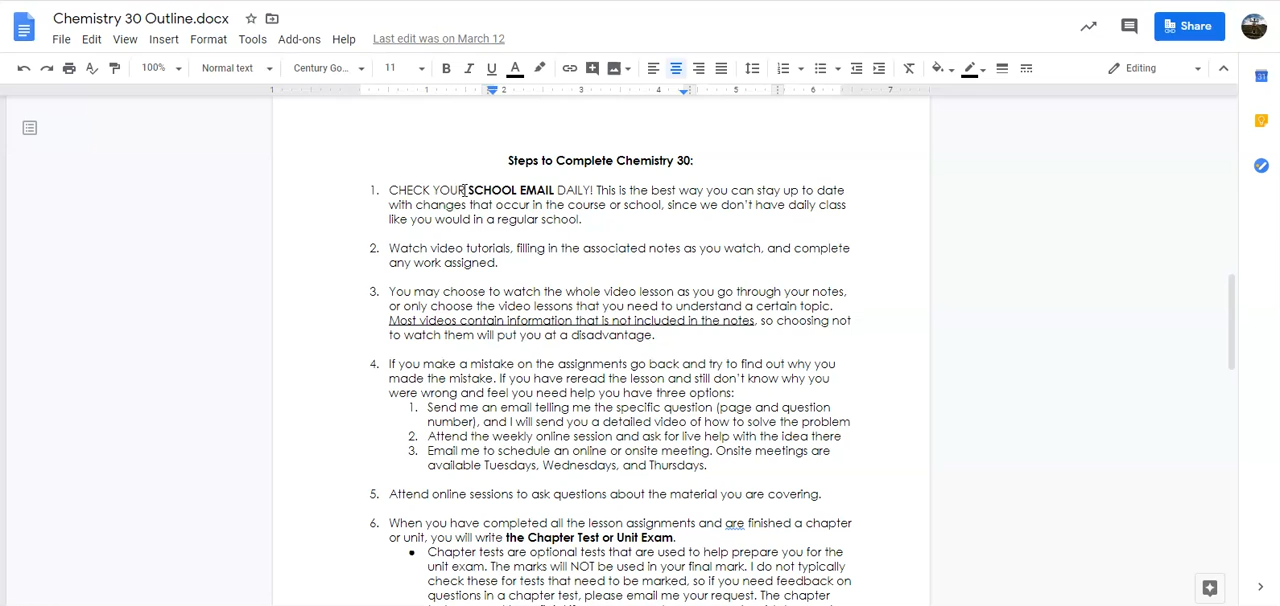 Chemistry 30 Outline.docx
File Edit View Insert Format Tools Add-ons Help Last edit was on March 12
Share
100% Normal text Century Go... 11 B I U A Editing
1 1 2 3 4 5 6 7
Steps to Complete Chemistry 30:
1. CHECK YOUR SCHOOL EMAIL DAILY! This is the best way you can stay up to date
with changes that occur in the course or school, since we don't have daily class
like you would in a regular school.
2. Watch video tutorials, filling in the associated notes as you watch, and complete
any work assigned.
3. You may choose to watch the whole video lesson as you go through your notes,
or only choose the video lessons that you need to understand a certain topic.
Most videos contain information that is not included in the notes, so choosing not
to watch them will put you at a disadvantage.
4. If you make a mistake on the assignments go back and try to find out why you
made the mistake. If you have reread the lesson and still don't know why you
were wrong and feel you need help you have three options:
1. Send me an email telling me the specific question (page and question
number), and I will send you a detailed video of how to solve the problem
2. Attend the weekly online session and ask for live help with the idea there
3. Email me to schedule an online or onsite meeting. Onsite meetings are
available Tuesdays, Wednesdays, and Thursdays.
5. Attend online sessions to ask questions about the material you are covering.
6. When you have completed all the lesson assignments and are finished a chapter
or unit, you will write the Chapter Test or Unit Exam.
• Chapter tests are optional tests that are used to help prepare you for the
unit exam. The marks will NOT be used in your final mark. I do not typically
check these for tests that need to be marked, so if you need feedback on
questions in a chapter test, please email me your request. The chapter